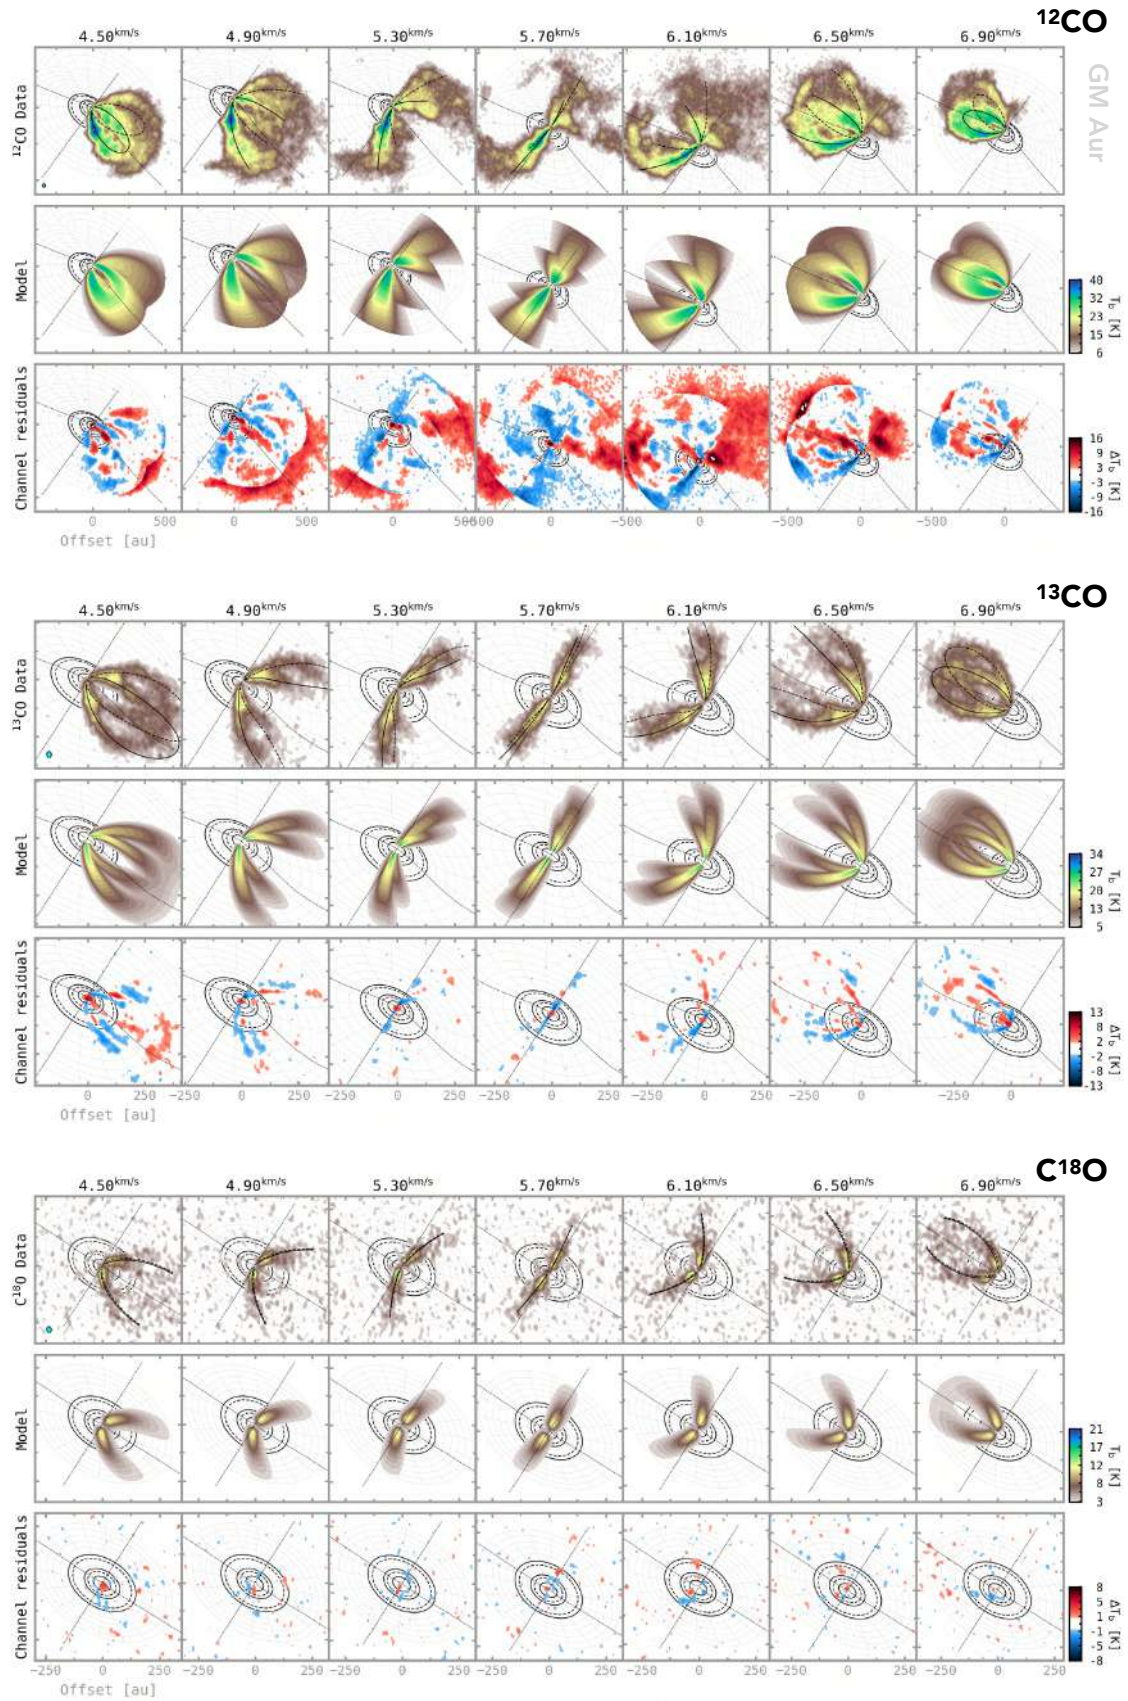 ¹²CO
GM Aur
4.50km/s 4.90km/s 5.30km/s 5.70km/s 6.10km/s 6.50km/s 6.90km/s
¹²CO Data
Model
40
32
23
15
6
Tb [K]
Channel residuals
16
9
3
-3
-9
-16
ΔTb [K]
0 500 0 500 0 0 -500 0 -500 0 -500 0
Offset [au]
¹³CO
4.50km/s 4.90km/s 5.30km/s 5.70km/s 6.10km/s 6.50km/s 6.90km/s
¹³CO Data
Model
34
27
20
13
5
Tb [K]
Channel residuals
13
8
2
-2
-8
-13
ΔTb [K]
0 250 -250 0 250 0 250 -250 0 250 -250 0 250 -250 0 -250 0
Offset [au]
C¹⁸O
4.50km/s 4.90km/s 5.30km/s 5.70km/s 6.10km/s 6.50km/s 6.90km/s
C¹⁸O Data
Model
21
17
12
8
3
Tb [K]
Channel residuals
8
5
1
-1
-5
-8
ΔTb [K]
-250 0 250 0 250 0 250 -250 0 250 -250 0 250 -250 0 250 -250 0 250
Offset [au]